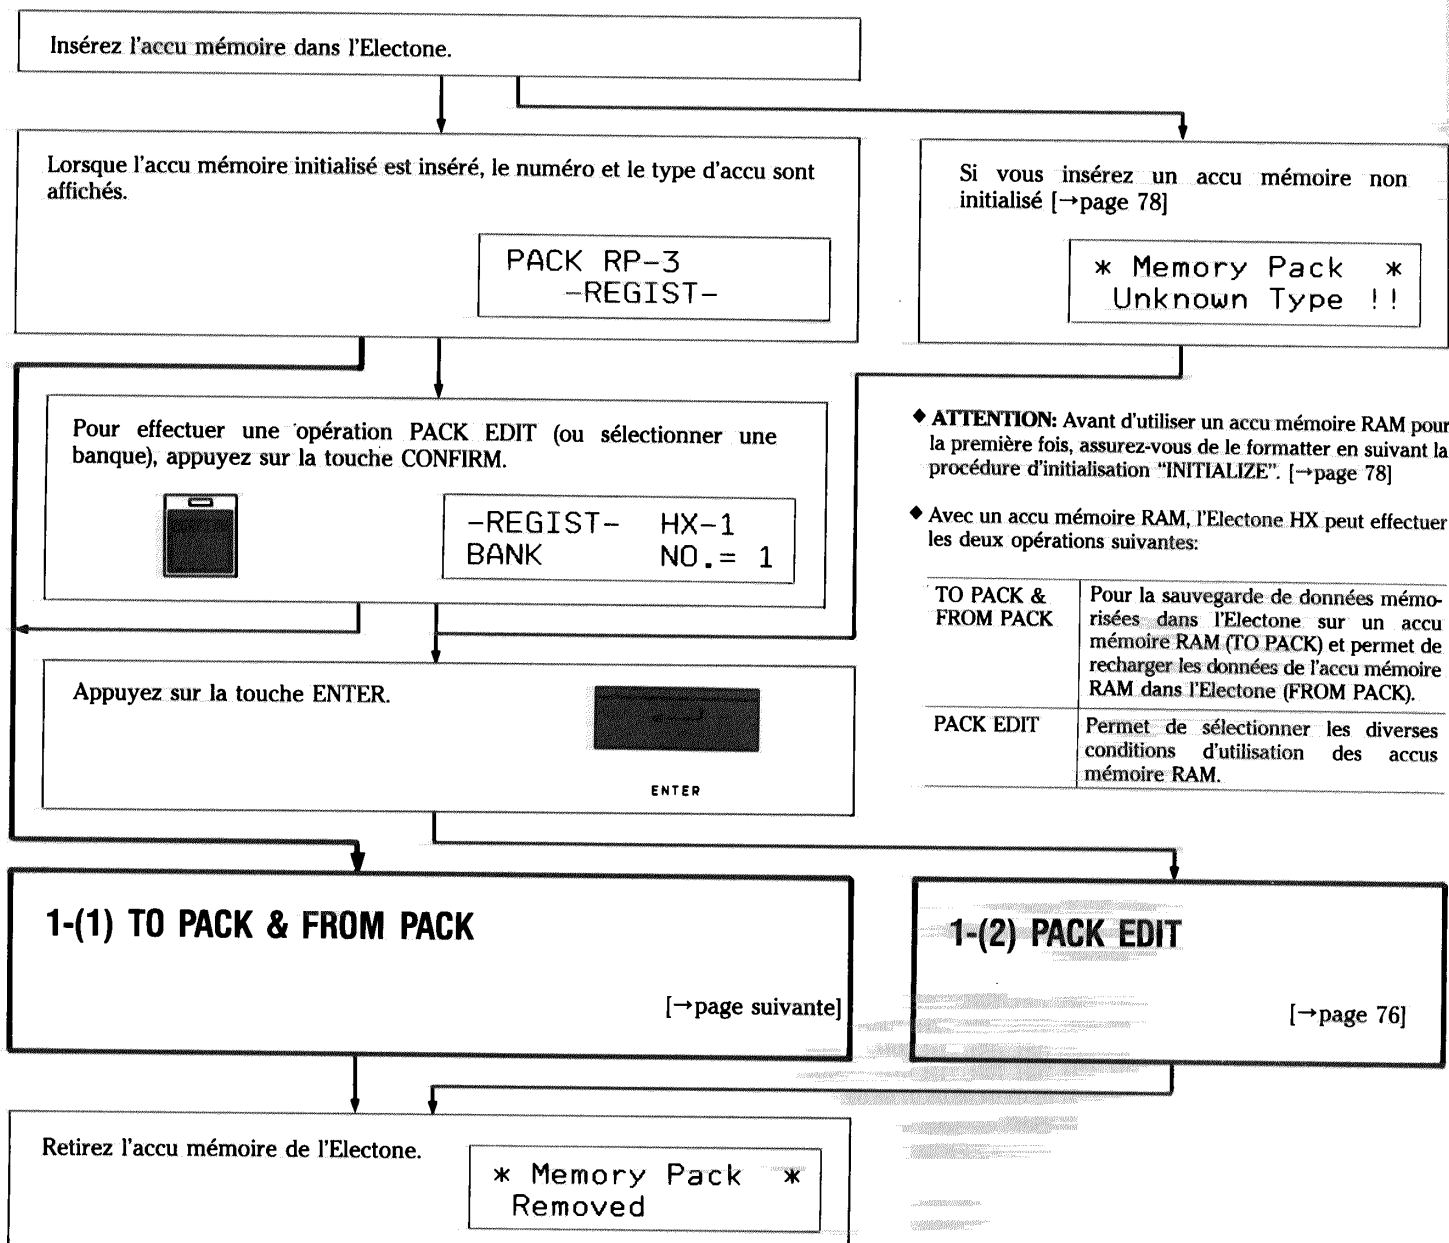 Insérez l'accu mémoire dans l'Electone.
Lorsque l'accu mémoire initialisé est inséré, le numéro et le type d'accu sont
affichés.
PACK RP-3
-REGIST-
Si vous insérez un accu mémoire non
initialisé [→page 78]
* Memory Pack *
Unknown Type !!
Pour effectuer une opération PACK EDIT (ou sélectionner une
banque), appuyez sur la touche CONFIRM.
-REGIST- HX-1
BANK NO.= 1
◆ ATTENTION: Avant d'utiliser un accu mémoire RAM pour
la première fois, assurez-vous de le formatter en suivant la
procédure d'initialisation "INITIALIZE". [→page 78]
◆ Avec un accu mémoire RAM, l'Electone HX peut effectuer
les deux opérations suivantes:
TO PACK &
FROM PACK
Pour la sauvegarde de données mémo-
risées dans l'Electone sur un accu
mémoire RAM (TO PACK) et permet de
recharger les données de l'accu mémoire
RAM dans l'Electone (FROM PACK).
PACK EDIT
Permet de sélectionner les diverses
conditions d'utilisation des accus
mémoire RAM.
Appuyez sur la touche ENTER.
ENTER
1-(1) TO PACK & FROM PACK
[→page suivante]
1-(2) PACK EDIT
[→page 76]
Retirez l'accu mémoire de l'Electone.
* Memory Pack *
Removed